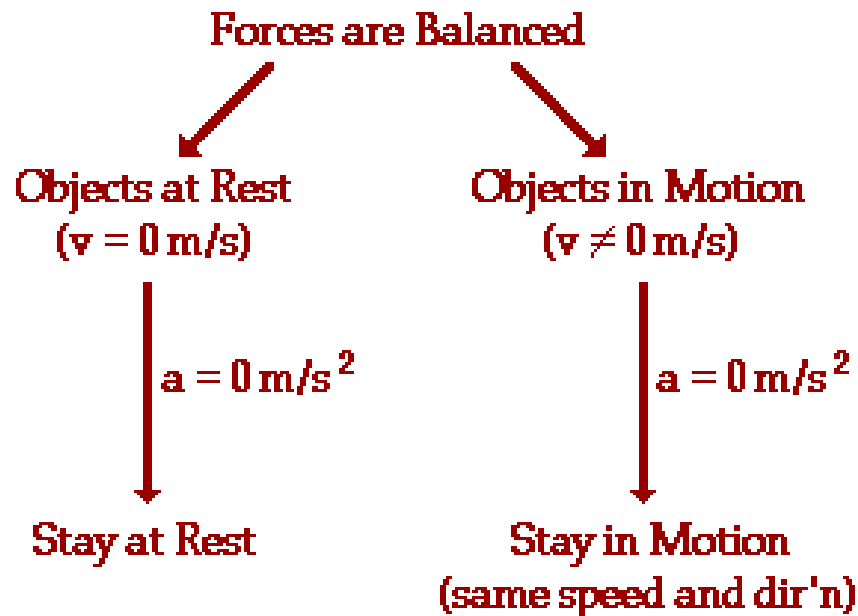 Forces are Balanced
Objects at Rest
(v = 0 m/s)
Objects in Motion
(v ≠ 0 m/s)
a = 0 m/s²
a = 0 m/s²
Stay at Rest
Stay in Motion
(same speed and dir'n)